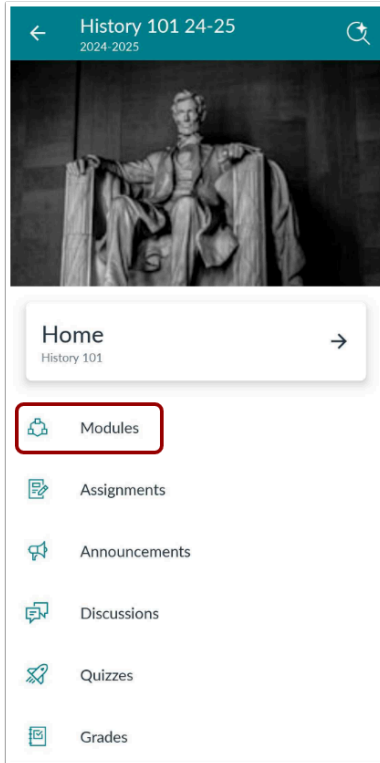 History 101 24-25
2024-2025
Home
History 101
Modules
Assignments
Announcements
Discussions
Quizzes
Grades